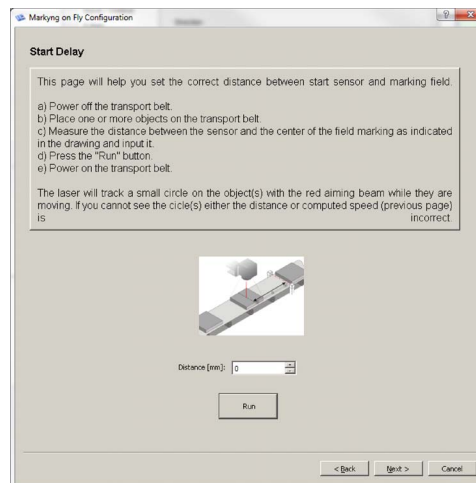 Markyng on Fly Configuration
Start Delay
This page will help you set the correct distance between start sensor and marking field.
a) Power off the transport belt.
b) Place one or more objects on the transport belt.
c) Measure the distance between the sensor and the center of the field marking as indicated
in the drawing and input it.
d) Press the "Run" button.
e) Power on the transport belt.
The laser will track a small circle on the object(s) with the red aiming beam while they are
moving. If you cannot see the cicle(s) either the distance or computed speed (previous page)
is incorrect.
Distance [mm]: 0
Run
< Back Next > Cancel